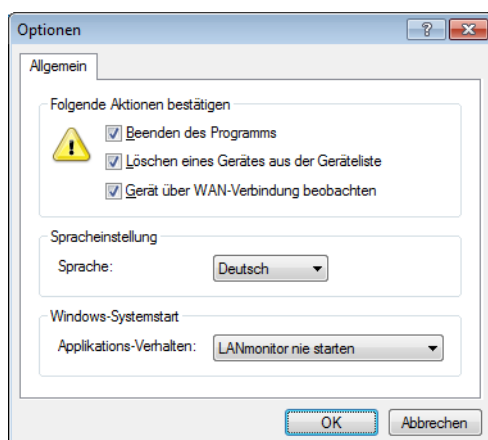 Optionen
Allgemein
Folgende Aktionen bestätigen
Beenden des Programms
Löschen eines Gerätes aus der Geräteliste
Gerät über WAN-Verbindung beobachten
Spracheinstellung
Sprache: Deutsch
Windows-Systemstart
Applikations-Verhalten: LANmonitor nie starten
OK Abbrechen